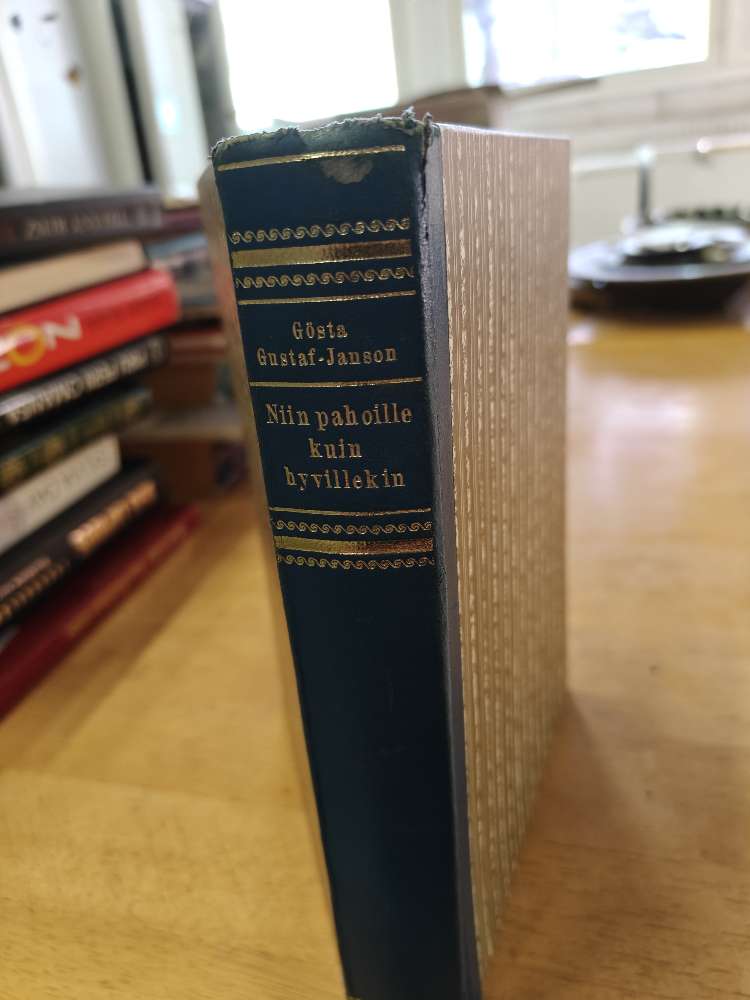 Gösta
Gustaf-Janson
Niin pahoille
kuin
hyvillekin